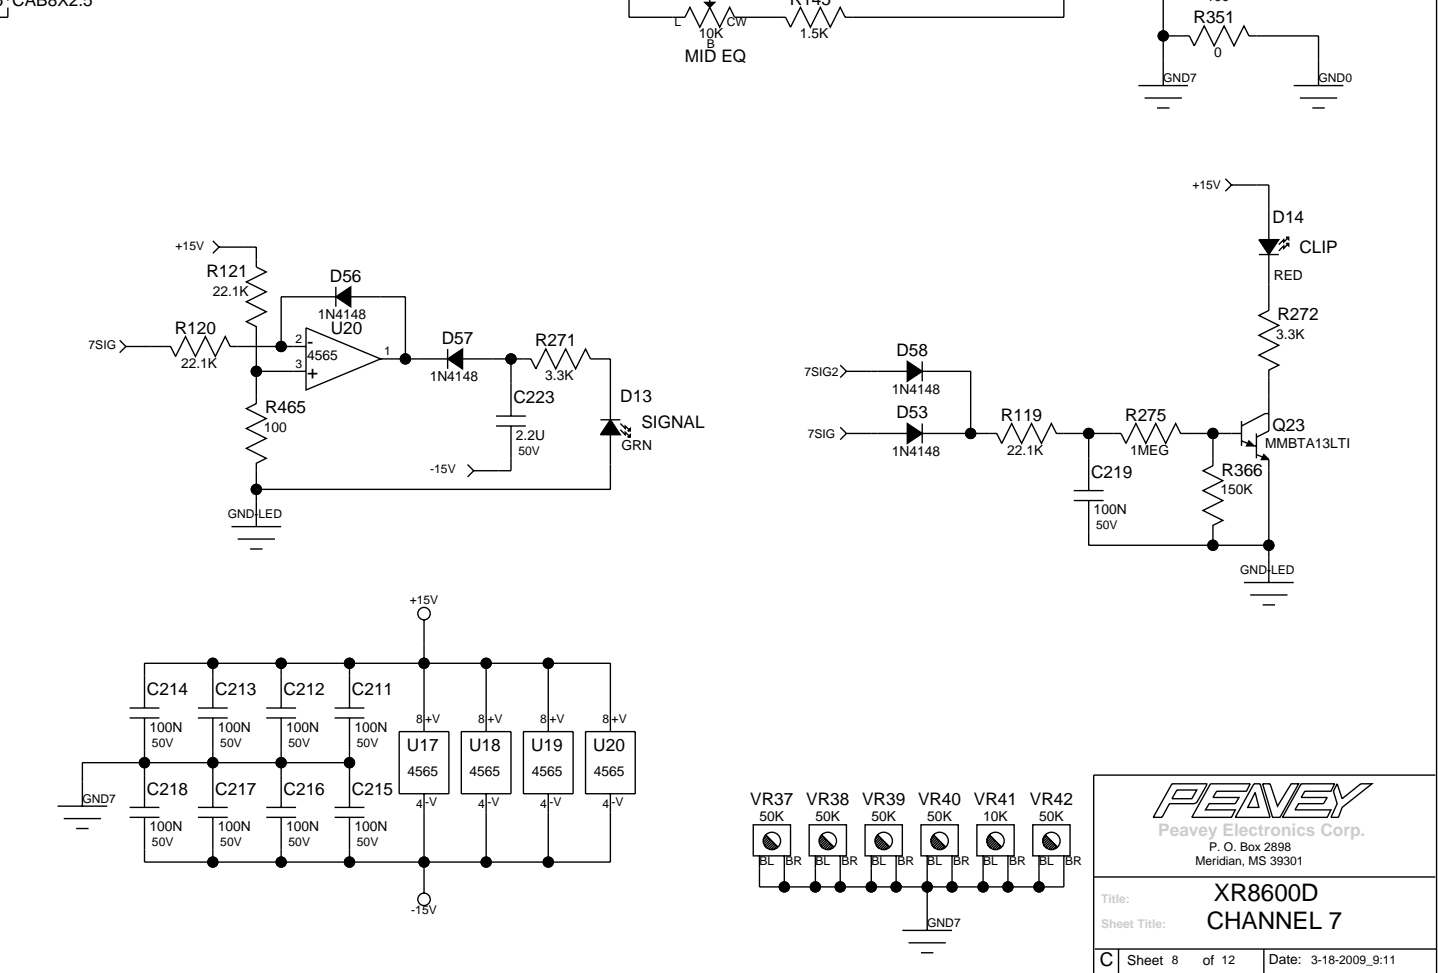 CAB8X2.5
L
10K
CW
B
MID EQ
R145
1.5K
R351
0
GND7
GND0
+15V
D14
CLIP
RED
R272
3.3K
Q23
MMBTA13LTI
+15V
R121
22.1K
D56
1N4148
U20
7SIG
R120
22.1K
2
-
4565
3
+
1
D57
1N4148
R271
3.3K
R465
100
C223
2.2U
50V
D13
SIGNAL
GRN
-15V
GND-LED
7SIG2
D58
1N4148
7SIG
D53
1N4148
R119
22.1K
R275
1MEG
C219
100N
50V
R366
150K
GND-LED
+15V
C214
100N
50V
C213
100N
50V
C212
100N
50V
C211
100N
50V
8 +V
8 +V
8 +V
8 +V
U17
4565
U18
4565
U19
4565
U20
4565
4 -V
4 -V
4 -V
4 -V
GND7
C218
100N
50V
C217
100N
50V
C216
100N
50V
C215
100N
50V
-15V
VR37
50K
VR38
50K
VR39
50K
VR40
50K
VR41
10K
VR42
50K
BL BR
BL BR
BL BR
BL BR
BL BR
BL BR
GND7
PEAVEY
Peavey Electronics Corp.
P. O. Box 2898
Meridian, MS 39301
Title: XR8600D
Sheet Title: CHANNEL 7
C Sheet 8 of 12 Date: 3-18-2009_9:11